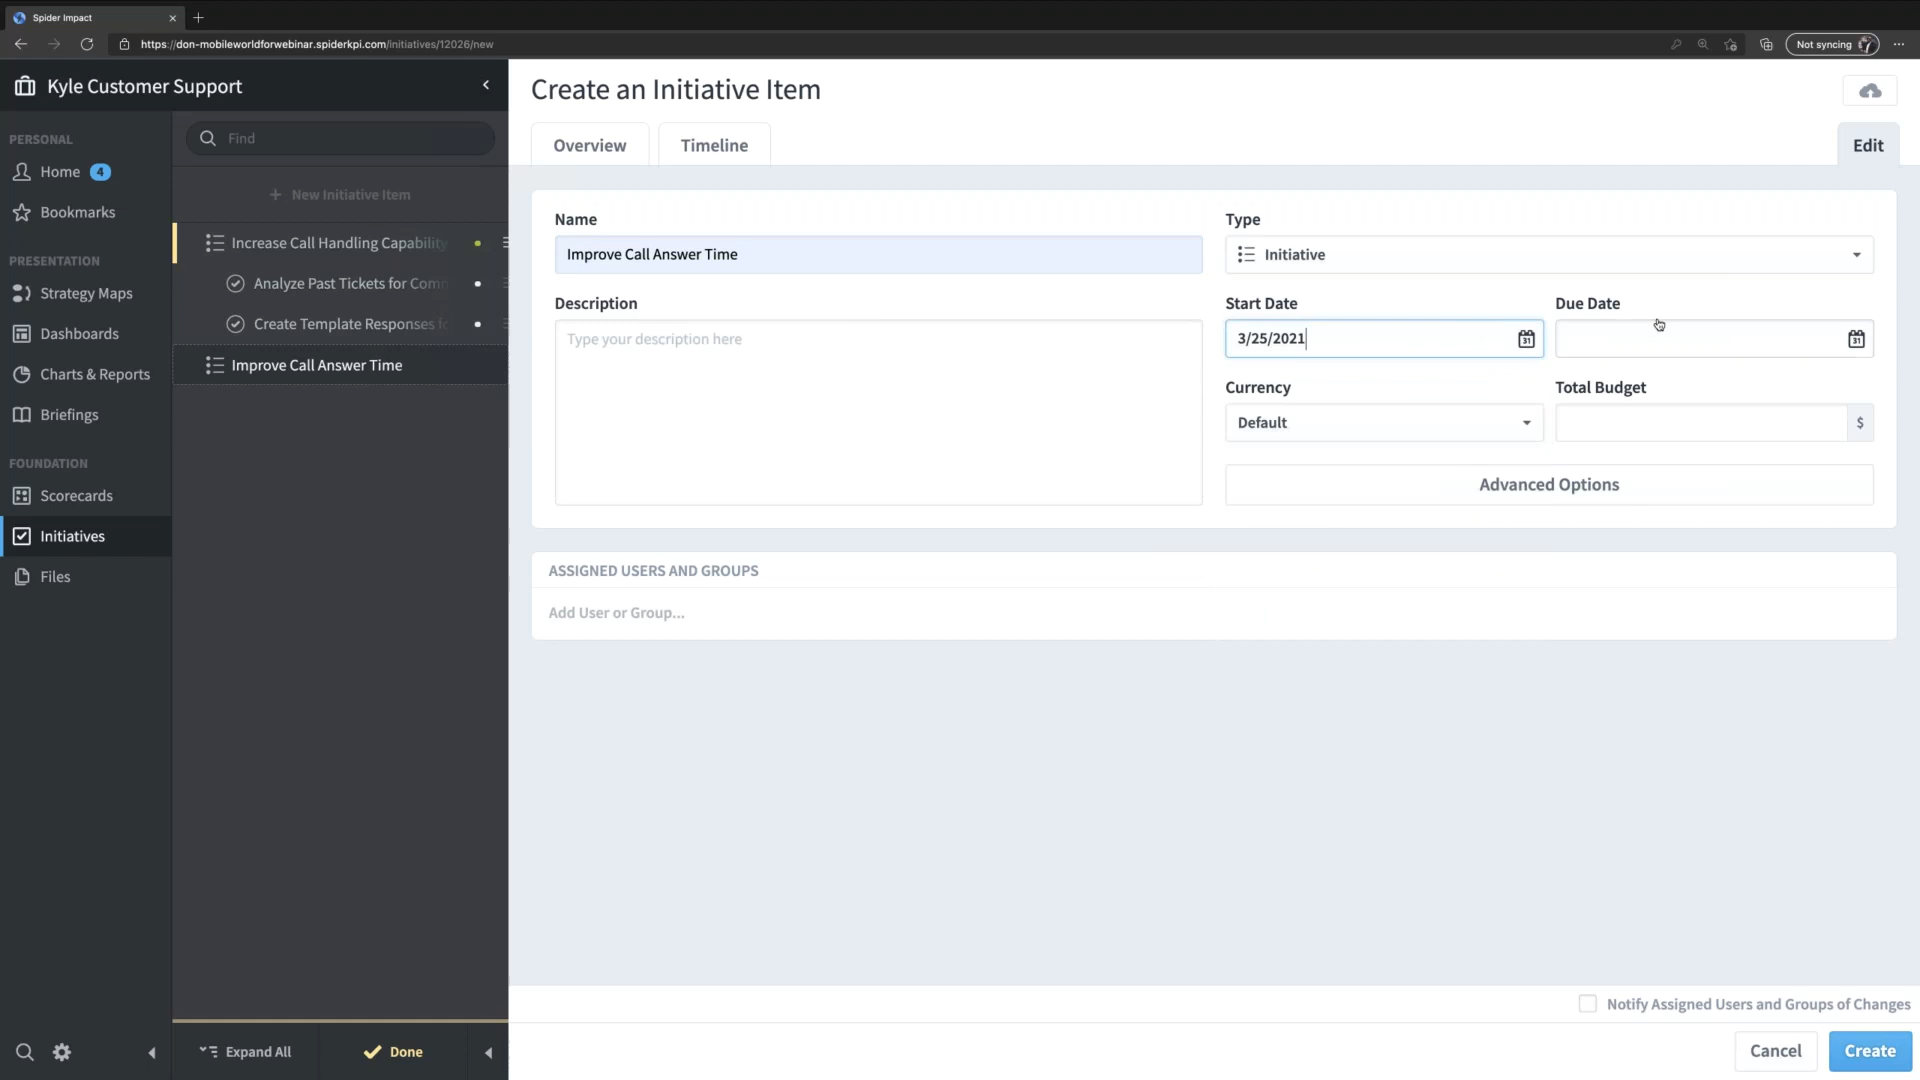 Spider Impact
https://don-mobileworldforwebinar.spiderkpi.com/initiatives/12026/new
Not syncing
Kyle Customer Support
PERSONAL
Home 4
Bookmarks
PRESENTATION
Strategy Maps
Dashboards
Charts & Reports
Briefings
FOUNDATION
Scorecards
Initiatives
Files
Find
+ New Initiative Item
Increase Call Handling Capability
Analyze Past Tickets for Com
Create Template Responses
Improve Call Answer Time
Expand All
Done
Create an Initiative Item
Overview
Timeline
Edit
Name
Improve Call Answer Time
Description
Type your description here
Type
Initiative
Start Date
3/25/2021
31
Due Date
31
Currency
Default
Total Budget
$
Advanced Options
ASSIGNED USERS AND GROUPS
Add User or Group...
Notify Assigned Users and Groups of Changes
Cancel
Create